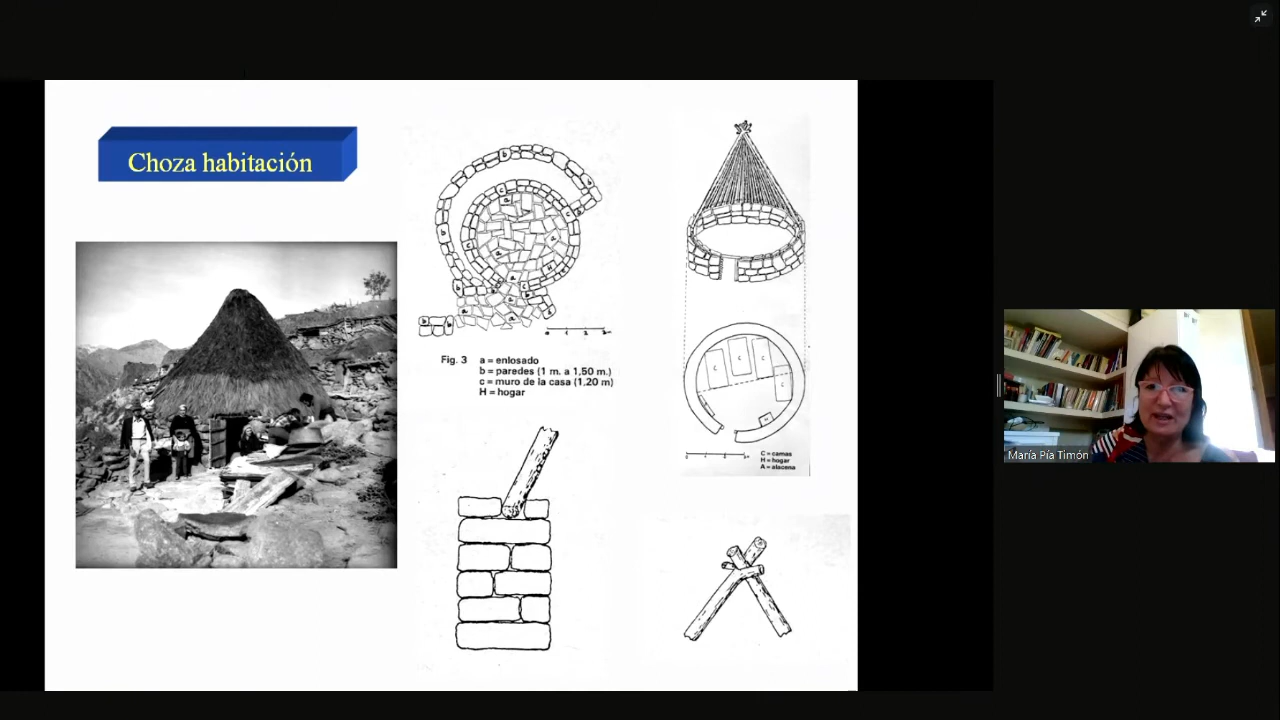 Choza habitación
Fig. 3 a = enlosado
b = paredes (1 m. a 1,50 m.)
c = muro de la casa (1,20 m)
H = hogar
C = camas
H = hogar
A = alacena
María Pía Timón